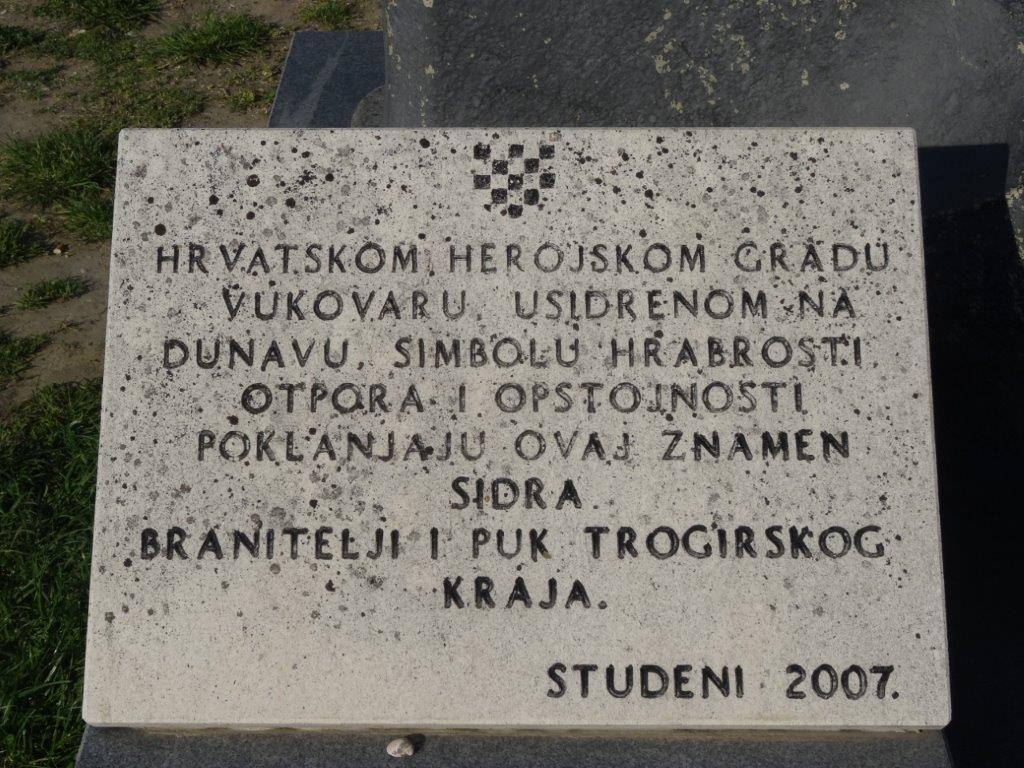 HRVATSKOM HEROJSKOM GRADU
VUKOVARU, USIDRENOM NA
DUNAVU, SIMBOLU HRABROSTI,
OTPORA I OPSTOJNOSTI
POKLANJAJU OVAJ ZNAMEN
SIDRA.
BRANITELJI I PUK TROGIRSKOG
KRAJA.
STUDENI 2007.